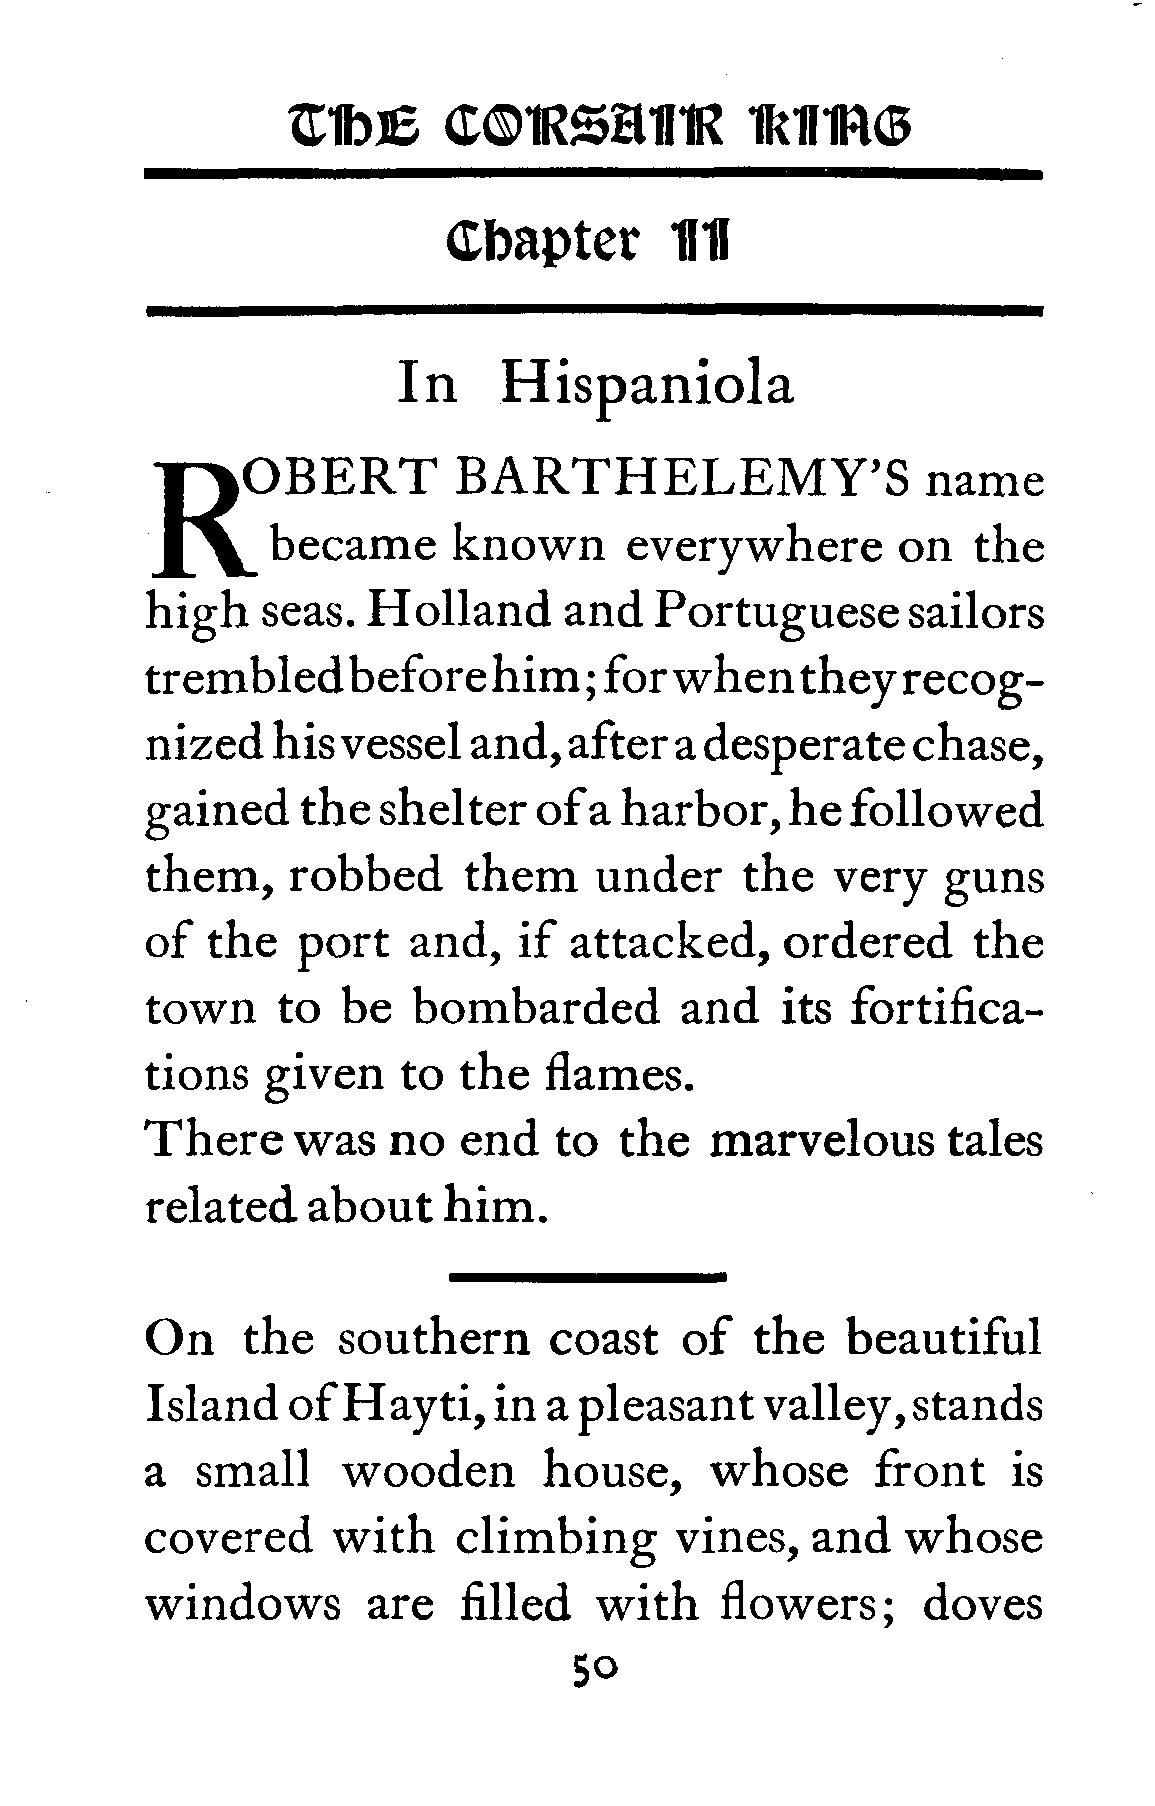 THE CORSAIR KING
Chapter II
In Hispaniola
ROBERT BARTHELEMY'S name
became known everywhere on the
high seas. Holland and Portuguese sailors
trembled before him; for when they recog-
nized his vessel and, after a desperate chase,
gained the shelter of a harbor, he followed
them, robbed them under the very guns
of the port and, if attacked, ordered the
town to be bombarded and its fortifica-
tions given to the flames.
There was no end to the marvelous tales
related about him.
On the southern coast of the beautiful
Island of Hayti, in a pleasant valley, stands
a small wooden house, whose front is
covered with climbing vines, and whose
windows are filled with flowers; doves
50